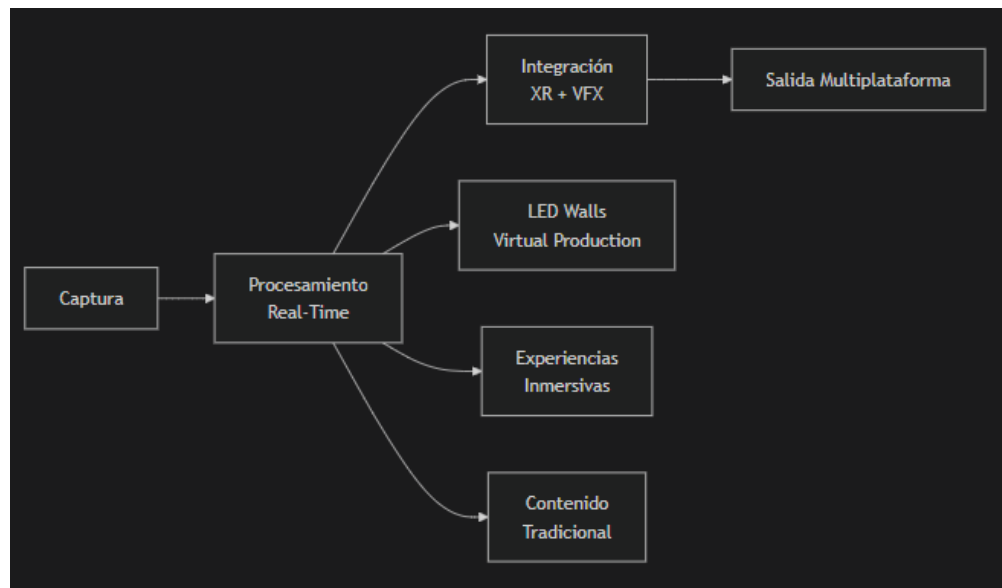 Captura
Procesamiento
Real-Time
Integración
XR + VFX
Salida Multiplataforma
LED Walls
Virtual Production
Experiencias
Inmersivas
Contenido
Tradicional